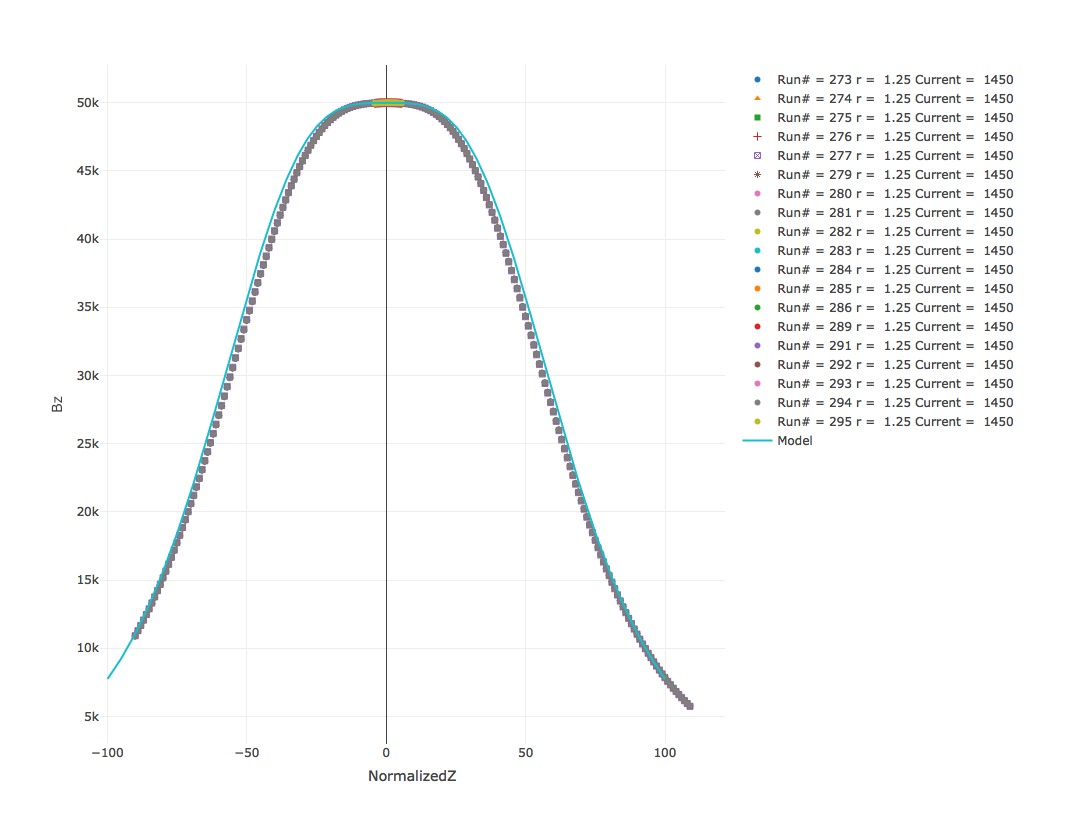 50k
45k
40k
35k
30k
25k
20k
15k
10k
5k
Bz
−100
−50
0
50
100
NormalizedZ
Run# = 273 r = 1.25 Current = 1450
Run# = 274 r = 1.25 Current = 1450
Run# = 275 r = 1.25 Current = 1450
Run# = 276 r = 1.25 Current = 1450
Run# = 277 r = 1.25 Current = 1450
Run# = 279 r = 1.25 Current = 1450
Run# = 280 r = 1.25 Current = 1450
Run# = 281 r = 1.25 Current = 1450
Run# = 282 r = 1.25 Current = 1450
Run# = 283 r = 1.25 Current = 1450
Run# = 284 r = 1.25 Current = 1450
Run# = 285 r = 1.25 Current = 1450
Run# = 286 r = 1.25 Current = 1450
Run# = 289 r = 1.25 Current = 1450
Run# = 291 r = 1.25 Current = 1450
Run# = 292 r = 1.25 Current = 1450
Run# = 293 r = 1.25 Current = 1450
Run# = 294 r = 1.25 Current = 1450
Run# = 295 r = 1.25 Current = 1450
Model